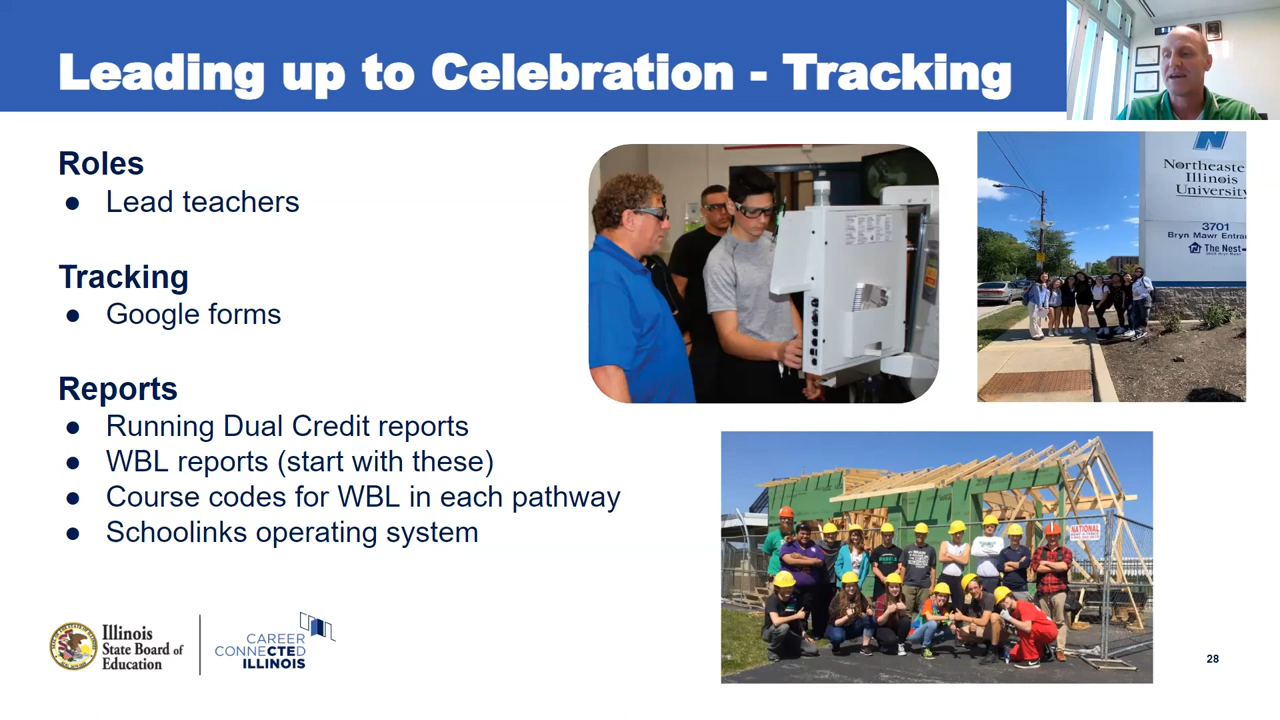 Leading up to Celebration - Tracking
Roles
● Lead teachers
Tracking
● Google forms
Reports
● Running Dual Credit reports
● WBL reports (start with these)
● Course codes for WBL in each pathway
● Schoolinks operating system
N
Northeaste
Illinois
University
3701
Bryn Mawr Entra
The Nest
NATIONAL
Illinois
State Board of
Education
CAREER
CONNECTED
ILLINOIS
28